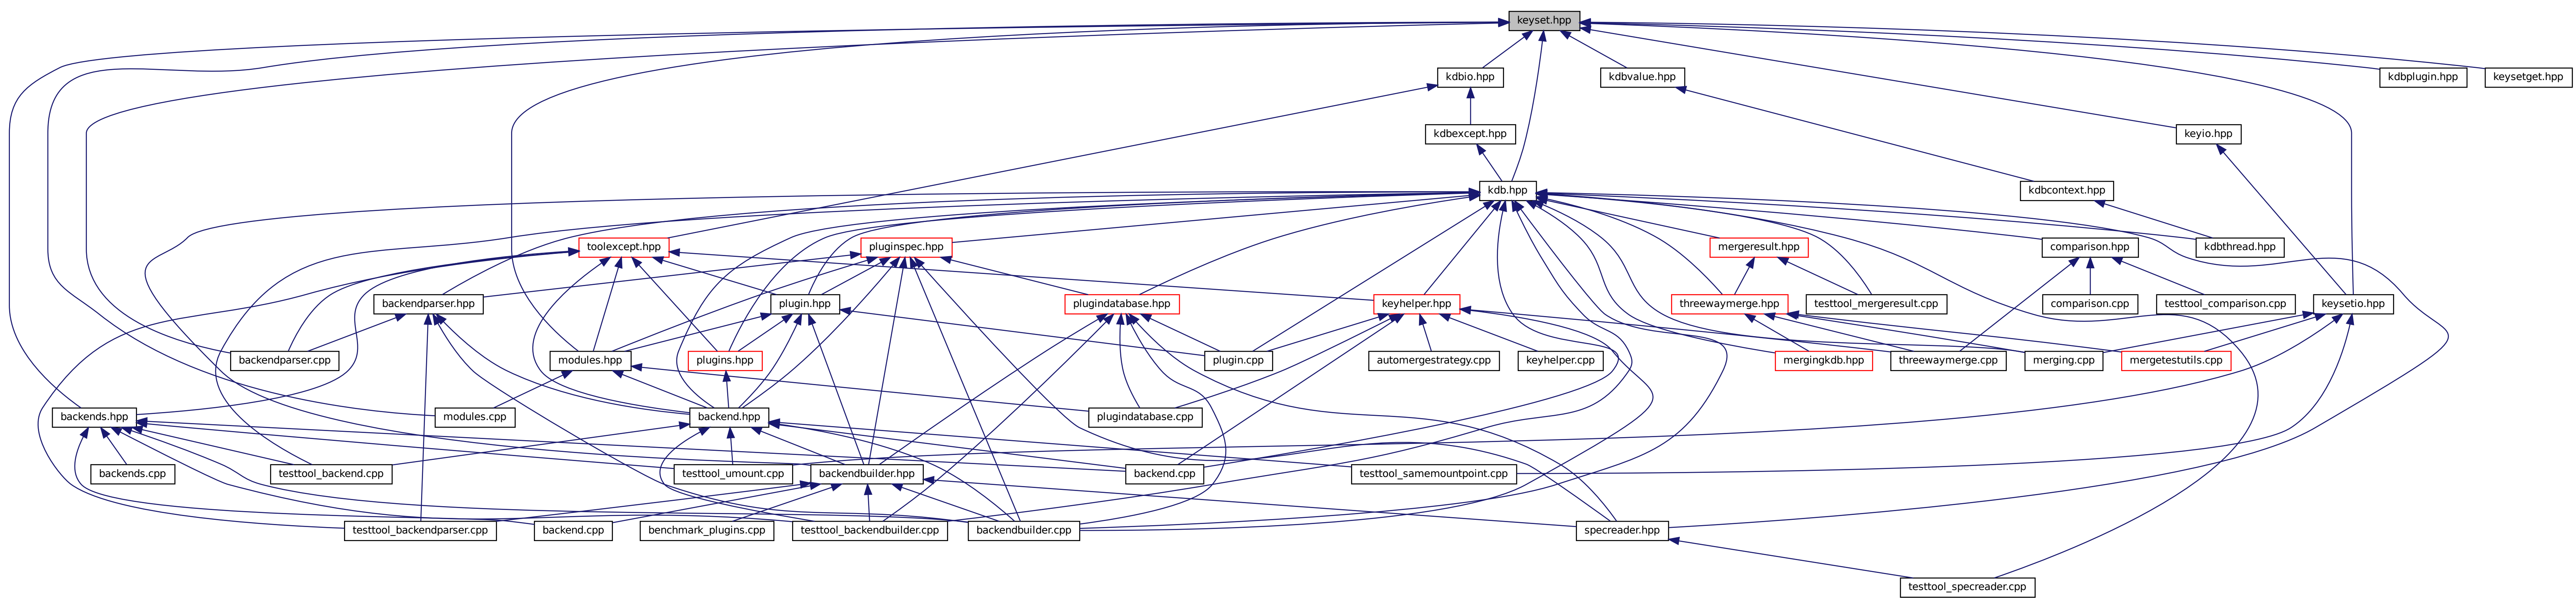 keyset.hpp
kdbio.hpp
kdbvalue.hpp
kdbplugin.hpp
keysetget.hpp
kdbexcept.hpp
keyio.hpp
kdb.hpp
kdbcontext.hpp
toolexcept.hpp
pluginspec.hpp
mergeresult.hpp
comparison.hpp
kdbthread.hpp
backendparser.hpp
plugin.hpp
plugindatabase.hpp
keyhelper.hpp
threewaymerge.hpp
testtool_mergeresult.cpp
comparison.cpp
testtool_comparison.cpp
keysetio.hpp
backendparser.cpp
modules.hpp
plugins.hpp
plugin.cpp
automergestrategy.cpp
keyhelper.cpp
mergingkdb.hpp
threewaymerge.cpp
merging.cpp
mergetestutils.cpp
backends.hpp
modules.cpp
backend.hpp
plugindatabase.cpp
backends.cpp
testtool_backend.cpp
testtool_umount.cpp
backendbuilder.hpp
backend.cpp
testtool_samemountpoint.cpp
testtool_backendparser.cpp
backend.cpp
benchmark_plugins.cpp
testtool_backendbuilder.cpp
backendbuilder.cpp
specreader.hpp
testtool_specreader.cpp